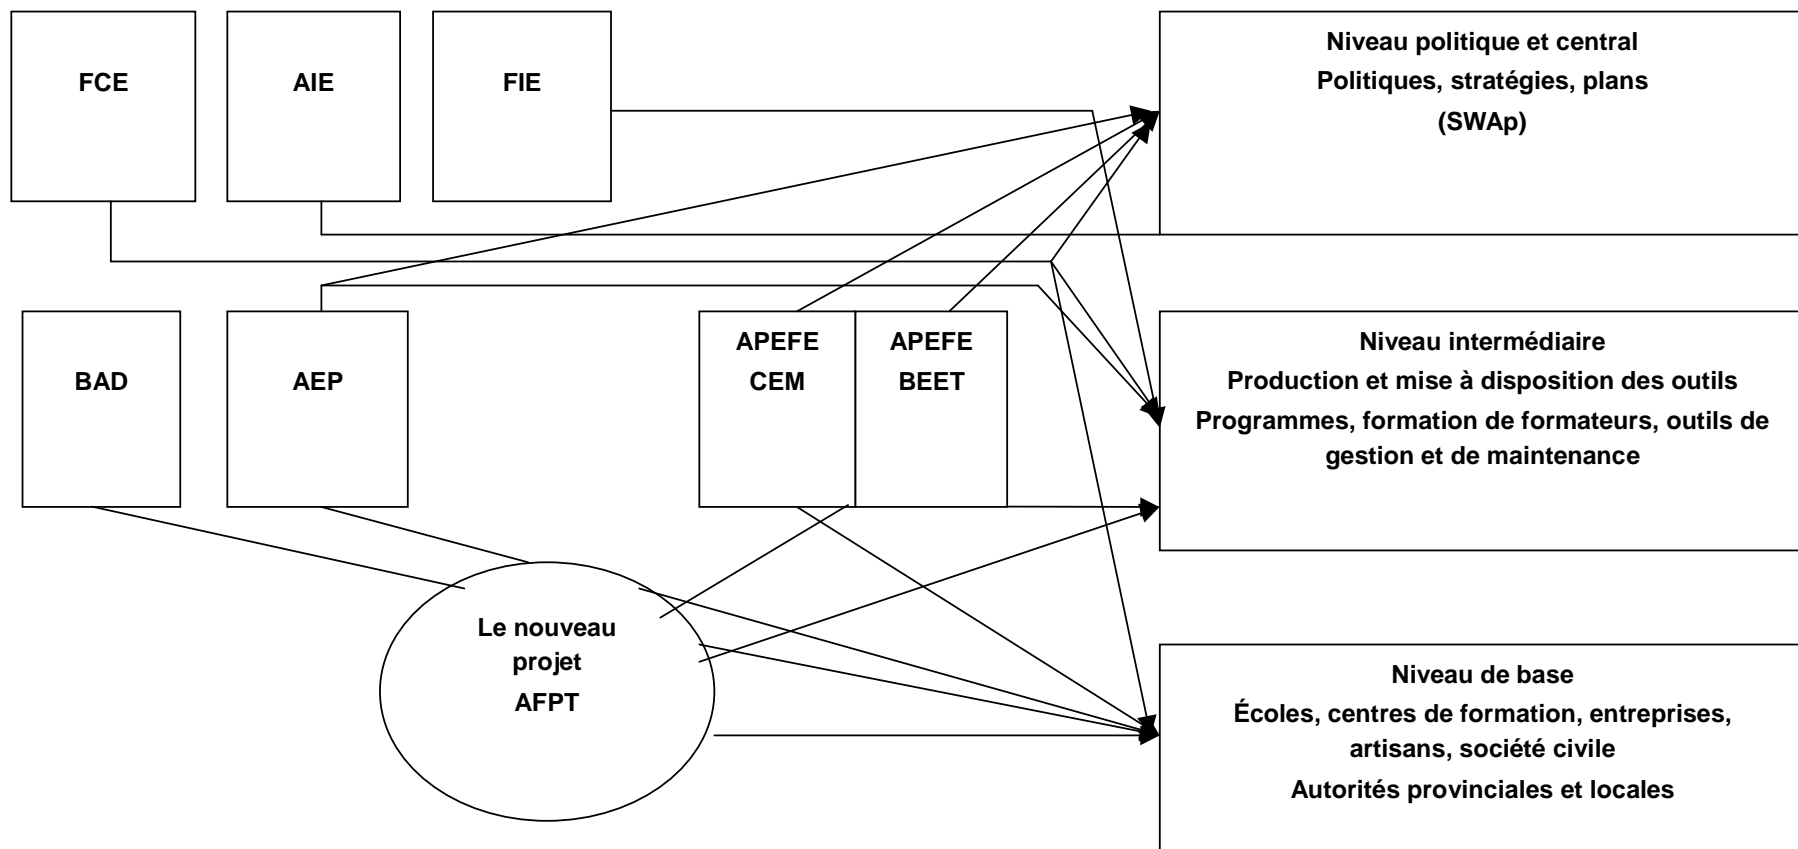 FCE
AIE
FIE
Niveau politique et central
Politiques, stratégies, plans
(SWAp)
BAD
AEP
APEFE
CEM
APEFE
BEET
Niveau intermédiaire
Production et mise à disposition des outils
Programmes, formation de formateurs, outils de
gestion et de maintenance
Le nouveau
projet
AFPT
Niveau de base
Écoles, centres de formation, entreprises,
artisans, société civile
Autorités provinciales et locales